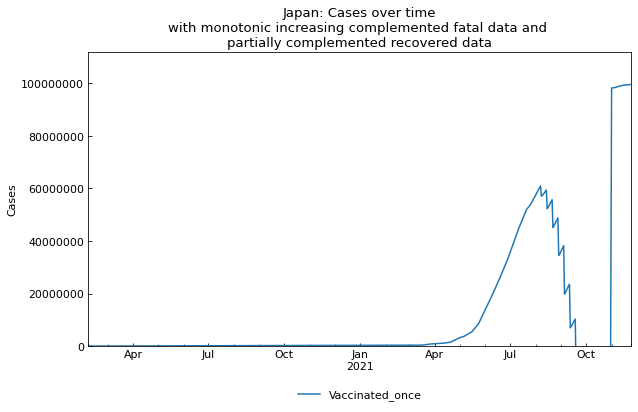 Japan: Cases over time
with monotonic increasing complemented fatal data and
partially complemented recovered data
100000000
80000000
60000000
40000000
20000000
0
Cases
Apr Jul Oct Jan Apr Jul Oct
2021
Vaccinated_once